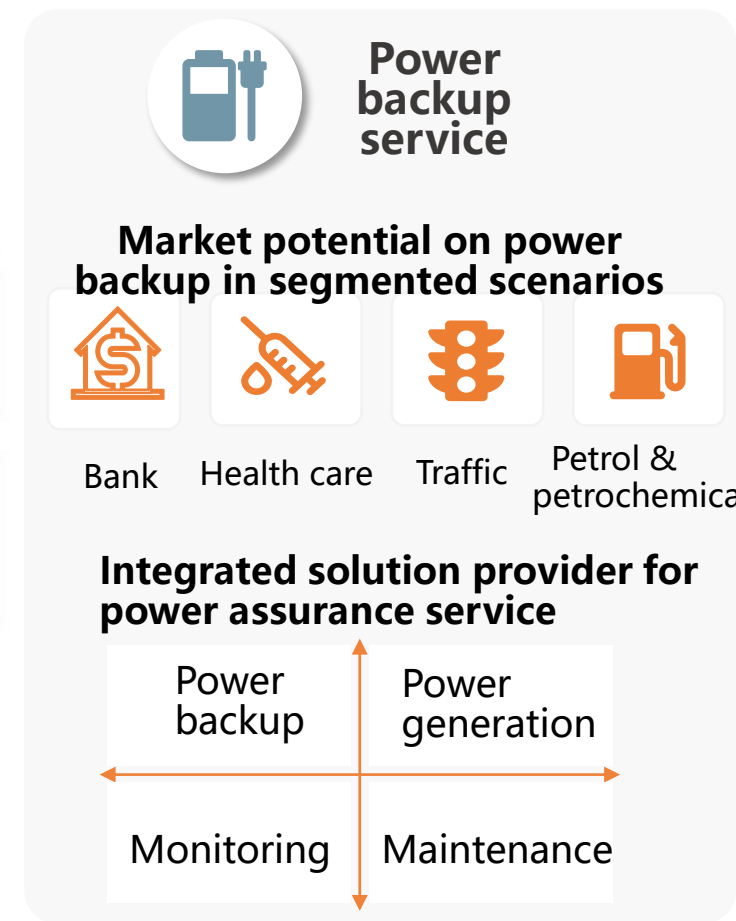 Power
backup
service
Market potential on power
backup in segmented scenarios
Bank
Health care
Traffic
Petrol &
petrochemica
Integrated solution provider for
power assurance service
Power
backup
Power
generation
Monitoring
Maintenance